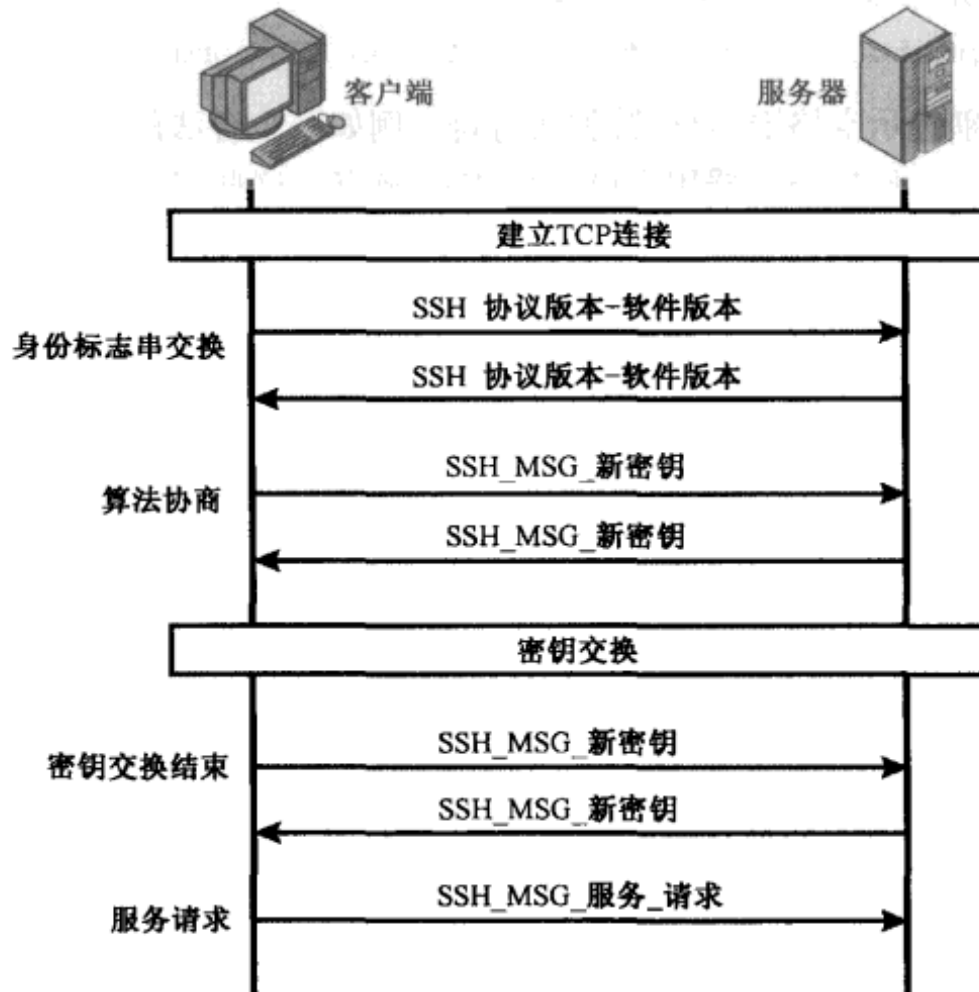 客户端
服务器
建立TCP连接
SSH 协议版本-软件版本
身份标志串交换
SSH 协议版本-软件版本
SSH_MSG_新密钥
算法协商
SSH_MSG_新密钥
密钥交换
SSH_MSG_新密钥
密钥交换结束
SSH_MSG_新密钥
SSH_MSG_服务_请求
服务请求